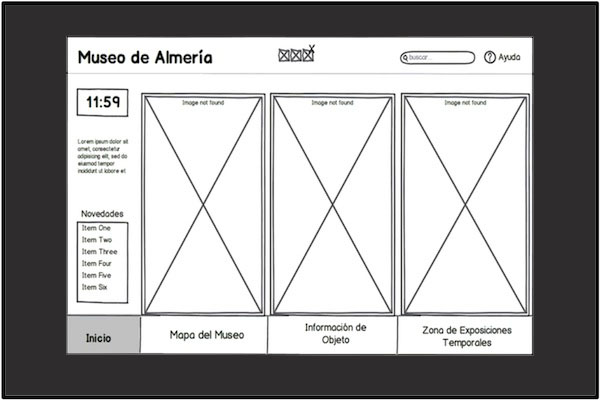 Museo de Almería
buscar...
? Ayuda
11:59
Image not found
Image not found
Image not found
Lorem ipsum dolor sit
amet, consectetur
adipisicing elit, sed do
eiusmod tempor
incididunt ut labore et
Novedades
Item One
Item Two
Item Three
Item Four
Item Five
Item Six
Inicio
Mapa del Museo
Información de
Objeto
Zona de Exposiciones
Temporales